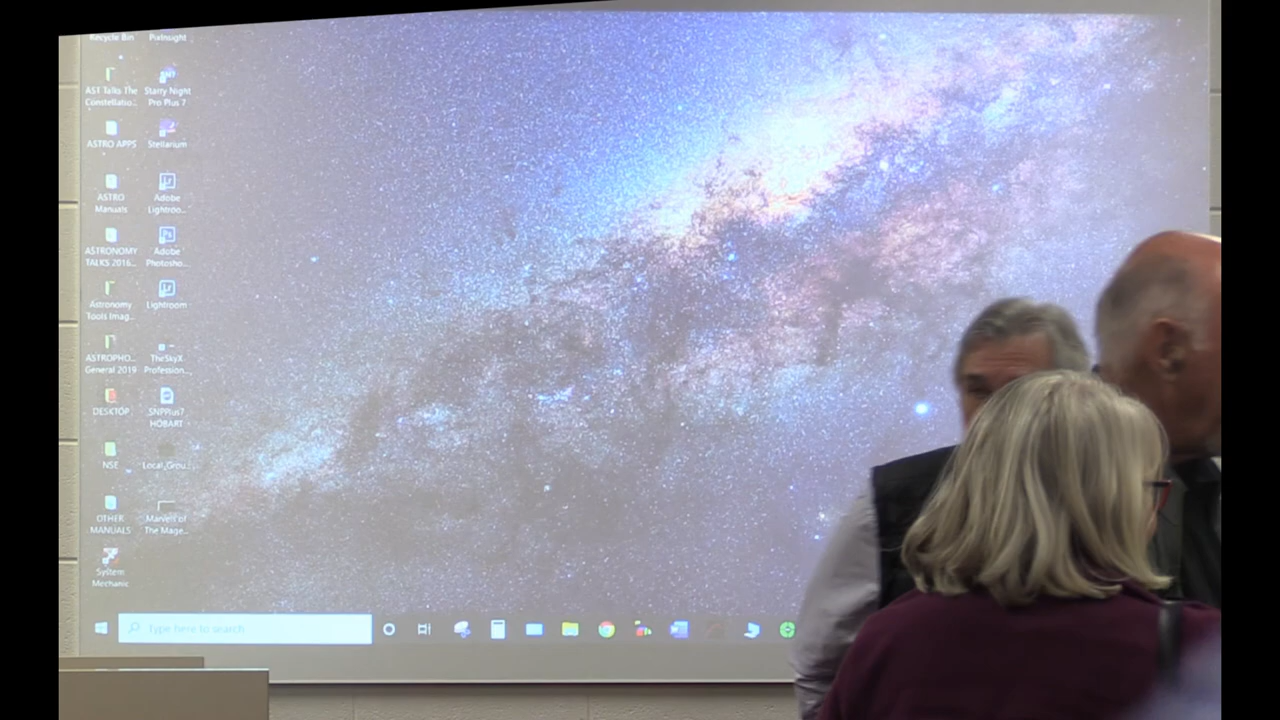 Recycle Bin
PixInsight
AST Talks The
Constellatio...
Starry Night
Pro Plus 7
ASTRO APPS
Stellarium
ASTRO
Manuals
Adobe
Lightroo...
ASTRONOMY
TALKS 2016...
Adobe
Photosho...
Astronomy
Tools Imag...
Lightroom
ASTROPHO...
General 2019
TheSkyX
Profession...
DESKTOP
SNPPlus7
HOBART
NSE
Local_Grou...
OTHER
MANUALS
Marvels of
The Mage...
System
Mechanic
Type here to search